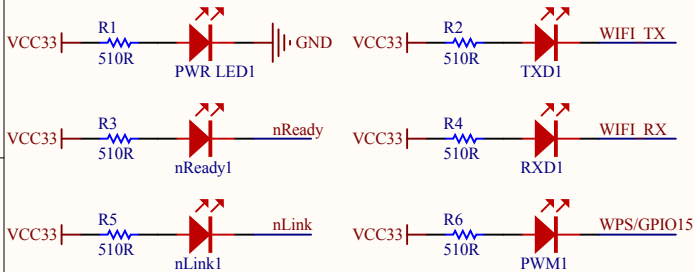 R1
VCC33
510R
PWR LED1
GND
R2
VCC33
510R
TXD1
WIFI_TX
R3
VCC33
510R
nReady1
nReady
R4
VCC33
510R
RXD1
WIFI_RX
R5
VCC33
510R
nLink1
nLink
R6
VCC33
510R
PWM1
WPS/GPIO15